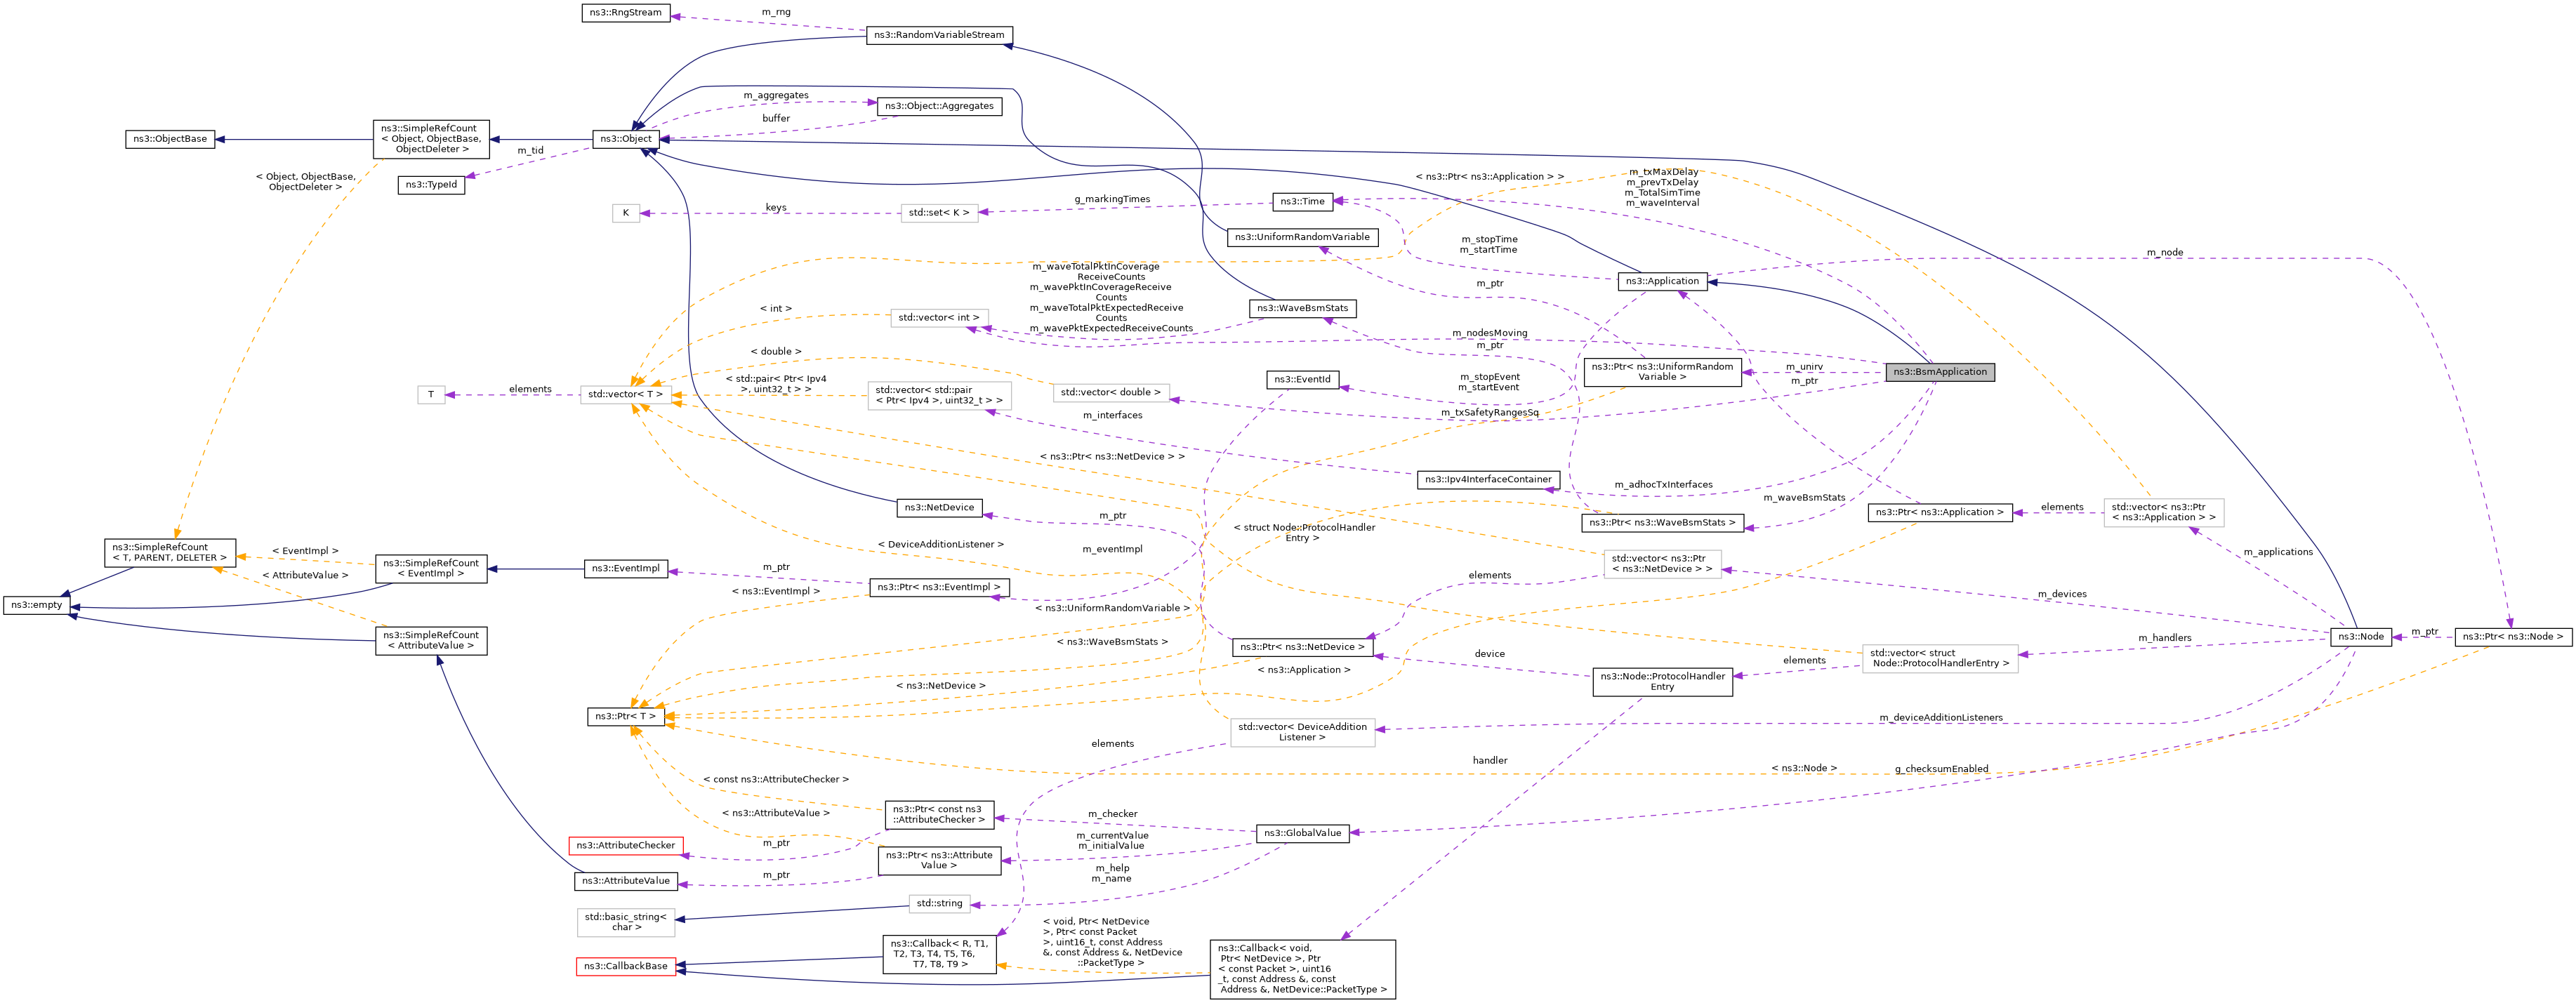 ns3::RngStream
m_rng
ns3::RandomVariableStream
m_aggregates
ns3::Object::Aggregates
buffer
ns3::ObjectBase
ns3::SimpleRefCount
< Object, ObjectBase,
ObjectDeleter >
ns3::Object
m_tid
ns3::TypeId
< Object, ObjectBase,
ObjectDeleter >
< ns3::Ptr< ns3::Application > >
m_txMaxDelay
m_prevTxDelay
m_TotalSimTime
m_waveInterval
K
keys
std::set< K >
g_markingTimes
ns3::Time
ns3::UniformRandomVariable
m_stopTime
m_startTime
m_node
m_waveTotalPktInCoverage
ReceiveCounts
m_wavePktInCoverageReceive
Counts
m_waveTotalPktExpectedReceive
Counts
m_wavePktExpectedReceiveCounts
m_ptr
ns3::Application
< int >
std::vector< int >
ns3::WaveBsmStats
m_nodesMoving
m_ptr
< double >
ns3::Ptr< ns3::UniformRandom
Variable >
m_unirv
m_ptr
ns3::BsmApplication
T
elements
std::vector< T >
< std::pair< Ptr< Ipv4
>, uint32_t > >
std::vector< std::pair
< Ptr< Ipv4 >, uint32_t > >
std::vector< double >
ns3::EventId
m_stopEvent
m_startEvent
m_interfaces
m_txSafetyRangesSq
< ns3::Ptr< ns3::NetDevice > >
ns3::Ipv4InterfaceContainer
m_adhocTxInterfaces
m_waveBsmStats
ns3::NetDevice
m_ptr
< struct Node::ProtocolHandler
Entry >
ns3::Ptr< ns3::WaveBsmStats >
ns3::Ptr< ns3::Application >
elements
std::vector< ns3::Ptr
< ns3::Application > >
ns3::SimpleRefCount
< T, PARENT, DELETER >
< EventImpl >
ns3::SimpleRefCount
< EventImpl >
ns3::EventImpl
< DeviceAdditionListener >
m_eventImpl
m_ptr
ns3::Ptr< ns3::EventImpl >
std::vector< ns3::Ptr
< ns3::NetDevice > >
elements
m_applications
< AttributeValue >
< ns3::EventImpl >
m_devices
ns3::empty
< ns3::UniformRandomVariable >
ns3::SimpleRefCount
< AttributeValue >
< ns3::WaveBsmStats >
ns3::Ptr< ns3::NetDevice >
m_handlers
ns3::Node
m_ptr
ns3::Ptr< ns3::Node >
device
elements
std::vector< struct
Node::ProtocolHandlerEntry >
< ns3::Application >
< ns3::NetDevice >
ns3::Node::ProtocolHandler
Entry
ns3::Ptr< T >
std::vector< DeviceAddition
Listener >
m_deviceAdditionListeners
elements
handler
< ns3::Node >
g_checksumEnabled
< const ns3::AttributeChecker >
< ns3::AttributeValue >
ns3::Ptr< const ns3
::AttributeChecker >
m_checker
m_currentValue
m_initialValue
ns3::GlobalValue
ns3::AttributeChecker
m_ptr
ns3::Ptr< ns3::Attribute
Value >
m_help
m_name
ns3::AttributeValue
m_ptr
std::string
std::basic_string<
char >
< void, Ptr< NetDevice
>, Ptr< const Packet
>, uint16_t, const Address
&, const Address &, NetDevice
::PacketType >
ns3::Callback< R, T1,
T2, T3, T4, T5, T6,
T7, T8, T9 >
ns3::CallbackBase
ns3::Callback< void,
Ptr< NetDevice >, Ptr
< const Packet >, uint16
_t, const Address &, const
Address &, NetDevice::PacketType >